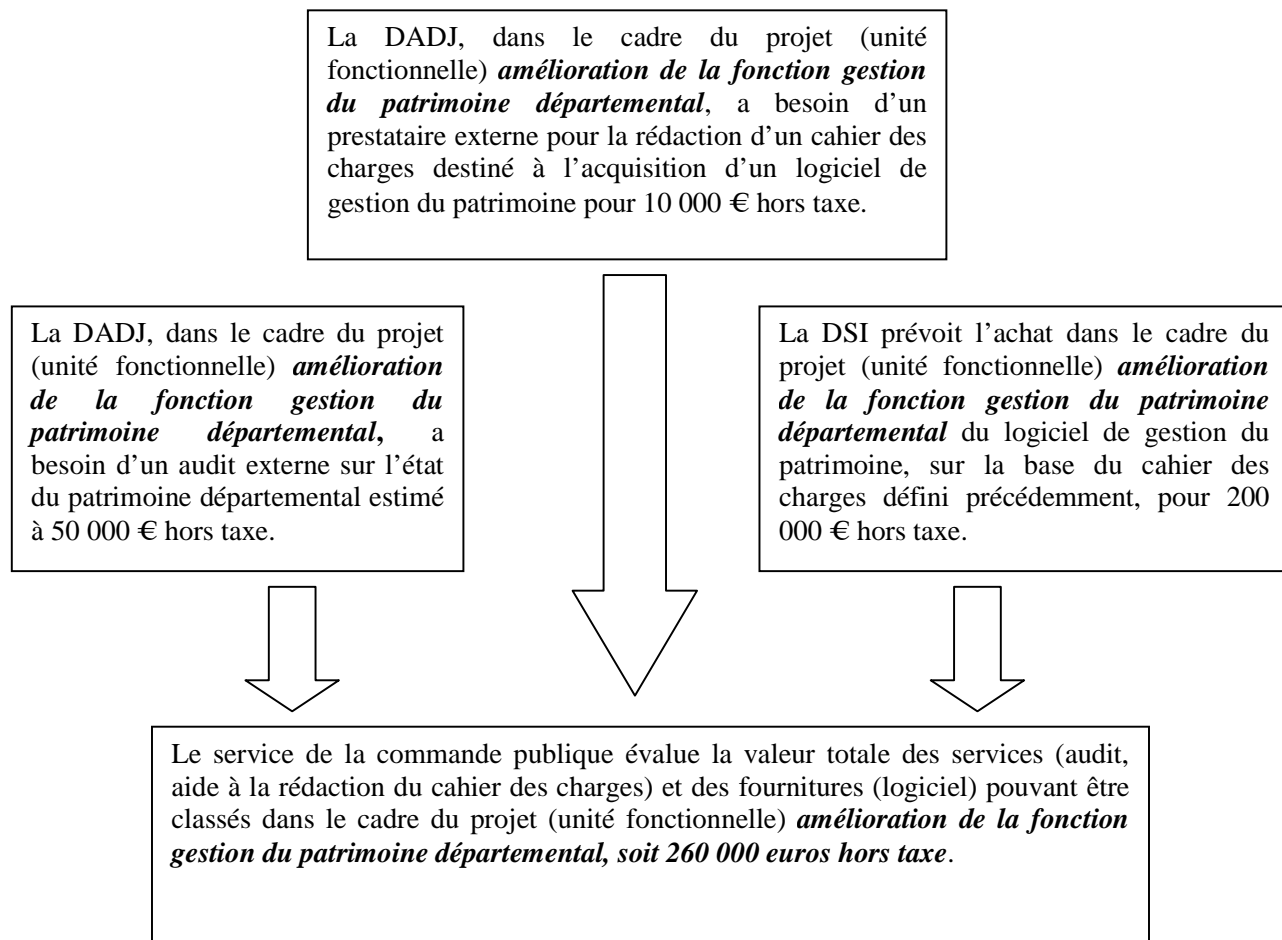 La DADJ, dans le cadre du projet (unité
fonctionnelle) amélioration de la fonction gestion
du patrimoine départemental, a besoin d’un
prestataire externe pour la rédaction d’un cahier des
charges destiné à l’acquisition d’un logiciel de
gestion du patrimoine pour 10 000 € hors taxe.
La DADJ, dans le cadre du projet
(unité fonctionnelle) amélioration
de la fonction gestion du
patrimoine départemental, a
besoin d’un audit externe sur l’état
du patrimoine départemental estimé
à 50 000 € hors taxe.
La DSI prévoit l’achat dans le cadre du
projet (unité fonctionnelle) amélioration
de la fonction gestion du patrimoine
départemental du logiciel de gestion du
patrimoine, sur la base du cahier des
charges défini précédemment, pour 200
000 € hors taxe.
Le service de la commande publique évalue la valeur totale des services (audit,
aide à la rédaction du cahier des charges) et des fournitures (logiciel) pouvant être
classés dans le cadre du projet (unité fonctionnelle) amélioration de la fonction
gestion du patrimoine départemental, soit 260 000 euros hors taxe.